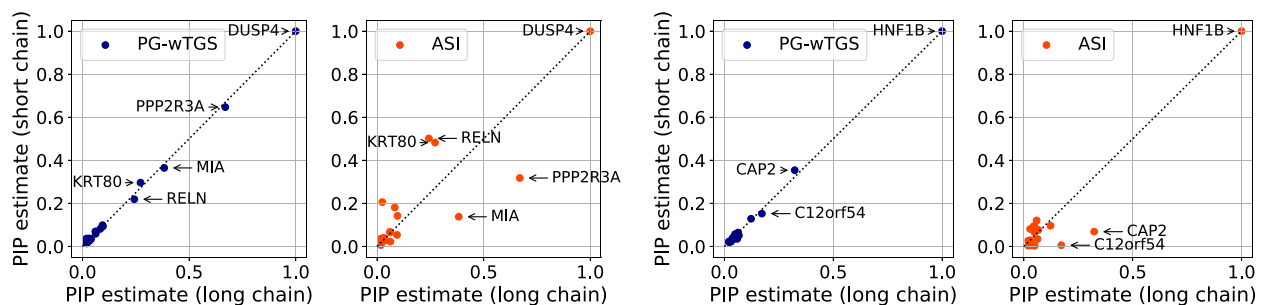 PIP estimate (short chain)
1.0
0.8
0.6
0.4
0.2
0.0
DUSP4
PG-wTGS
PPP2R3A
MIA
KRT80
RELN
0.0
0.5
1.0
PIP estimate (long chain)
1.0
0.8
0.6
0.4
0.2
0.0
DUSP4
ASI
RELN
KRT80
PPP2R3A
MIA
0.0
0.5
1.0
PIP estimate (long chain)
PIP estimate (short chain)
1.0
0.8
0.6
0.4
0.2
0.0
HNF1B
PG-wTGS
CAP2
C12orf54
0.0
0.5
1.0
PIP estimate (long chain)
1.0
0.8
0.6
0.4
0.2
0.0
HNF1B
ASI
CAP2
C12orf54
0.0
0.5
1.0
PIP estimate (long chain)